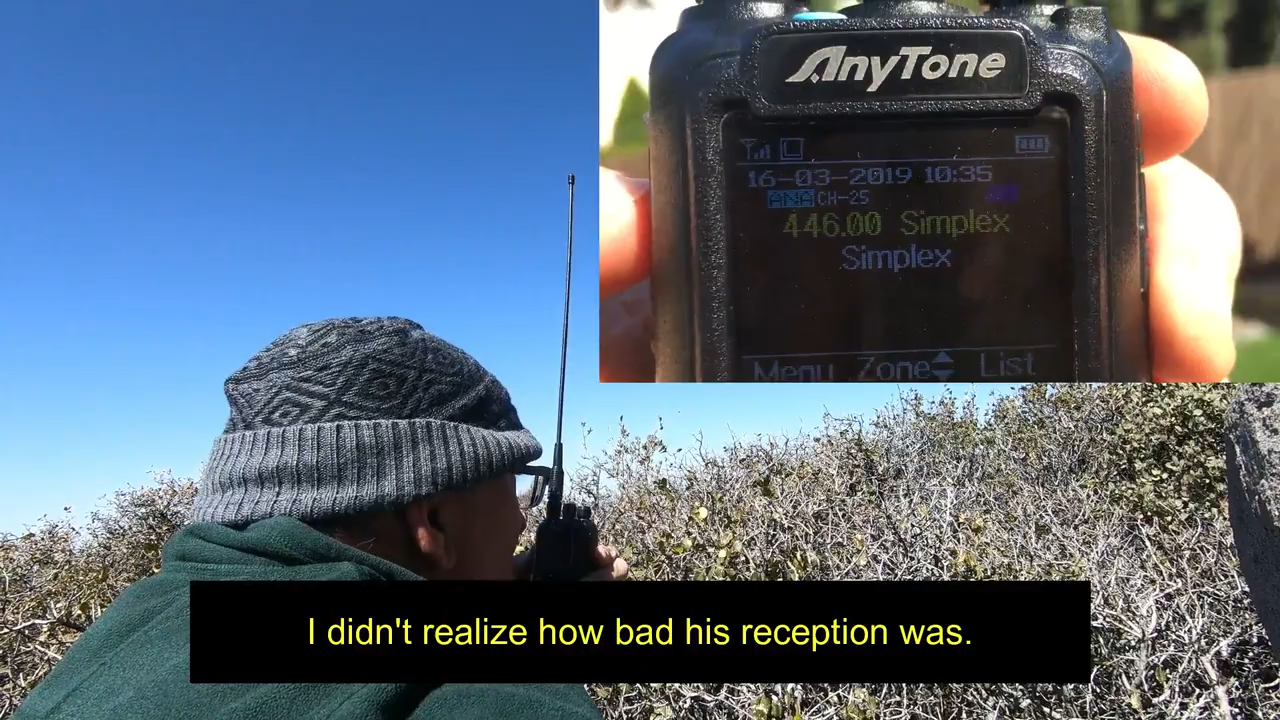 AnyTone
16-03-2019 10:35
ANA CH-25
446.00 Simplex
Simplex
Menu Zone List
I didn't realize how bad his reception was.